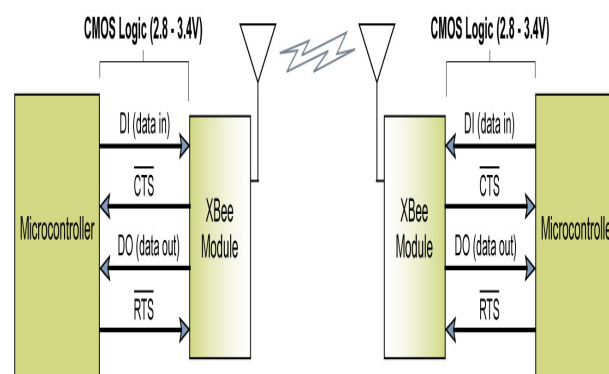 CMOS Logic (2.8 - 3.4V)
CMOS Logic (2.8 - 3.4V)
Microcontroller
DI (data in)
CTS
DO (data out)
RTS
XBee
Module
XBee
Module
DI (data in)
CTS
DO (data out)
RTS
Microcontrolle